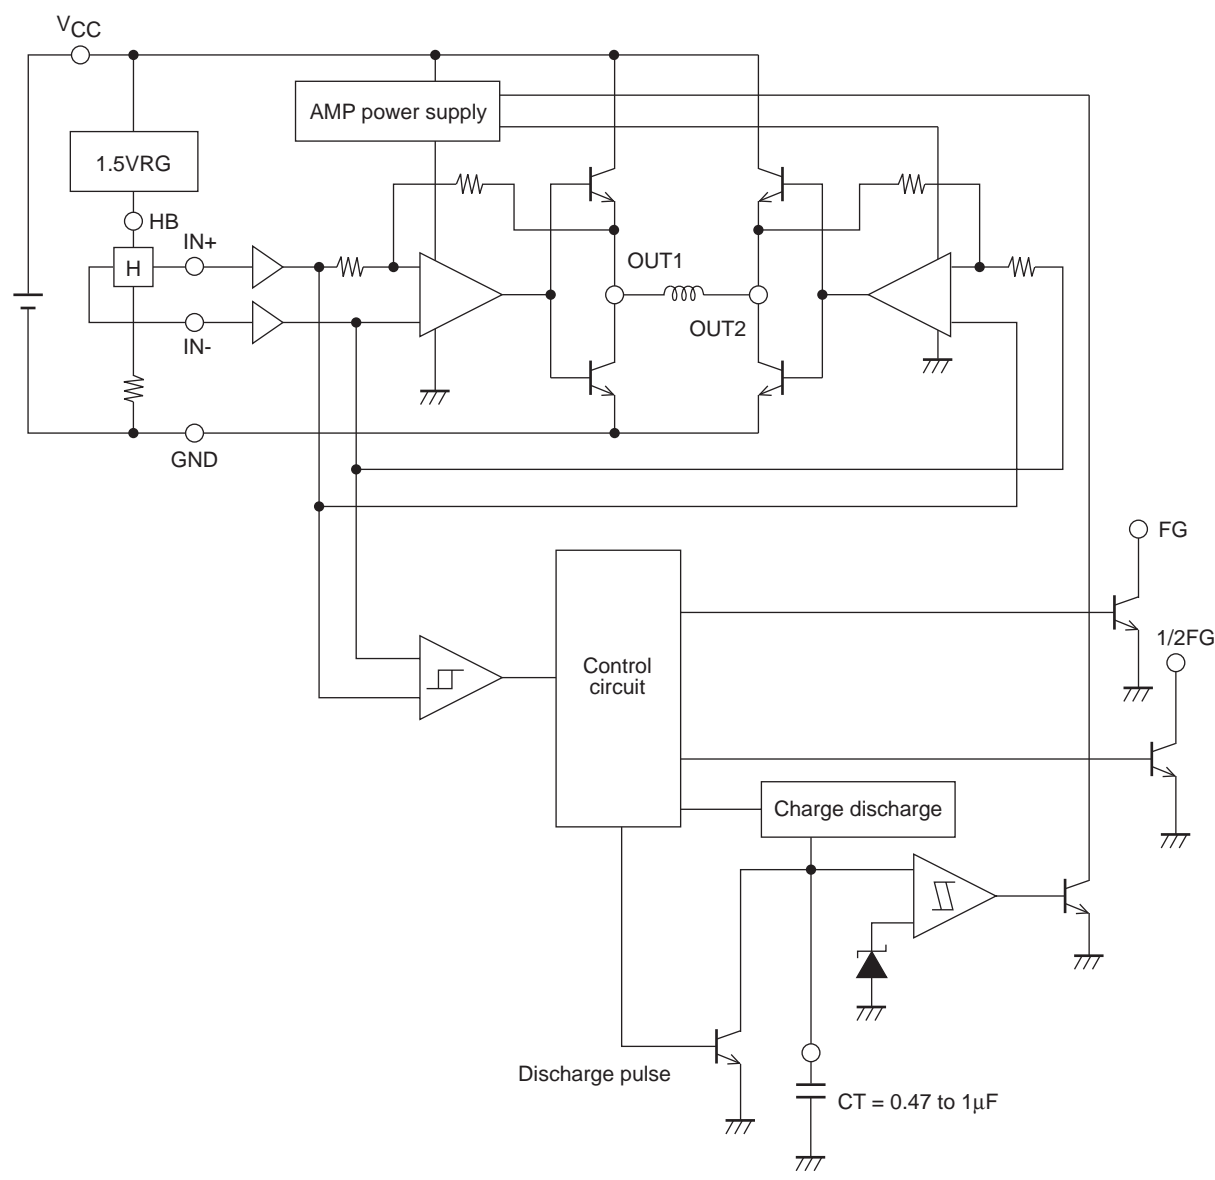 VCC
AMP power supply
1.5VRG
HB
IN+
H
OUT1
OUT2
IN-
GND
FG
1/2FG
Control
circuit
Charge discharge
Discharge pulse
CT = 0.47 to 1μF